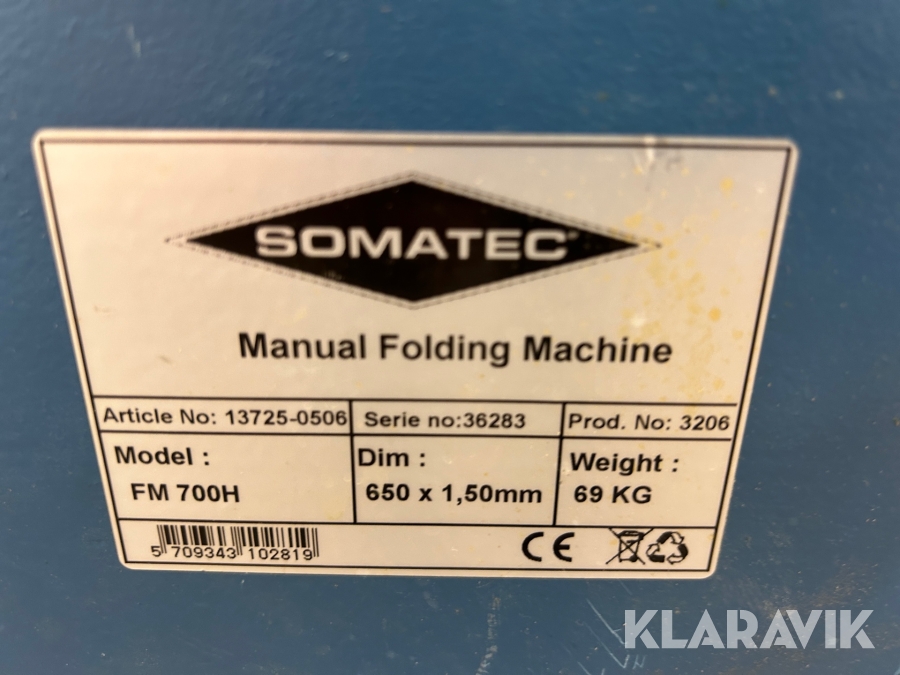 SOMATEC®
Manual Folding Machine
Article No: 13725-0506 Serie no:36283 Prod. No: 3206
Model : Dim : Weight :
FM 700H 650 x 1,50mm 69 KG
5 709343 102819 CE
KLARAVIK